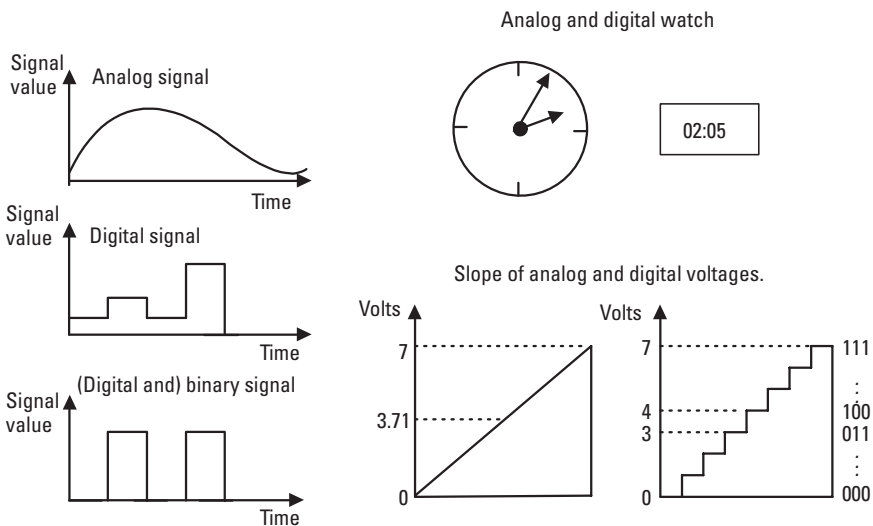 Analog and digital watch
Signal
value
Analog signal
Time
02:05
Signal
value
Digital signal
Time
Signal
value
(Digital and) binary signal
Time
Slope of analog and digital voltages.
Volts
7
3.71
0
Volts
7
4
3
0
111
.
.
100
011
.
.
.
000